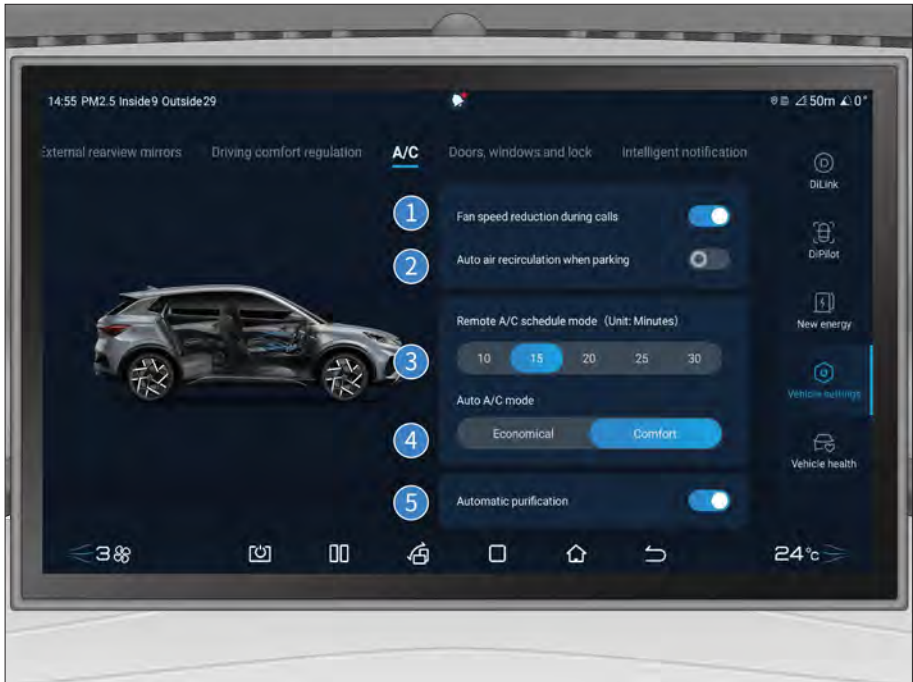 14:55 PM2.5 Inside9 Outside29
50m 0°
External rearview mirrors Driving comfort regulation A/C Doors, windows and lock Intelligent notification
DiLink
1 Fan speed reduction during calls
2 Auto air recirculation when parking
DiPilot
Remote A/C schedule mode (Unit: Minutes)
New energy
3 10 15 20 25 30
Auto A/C mode
Vehicle settings
4 Economical Comfort
Vehicle health
5 Automatic purification
3 24°c